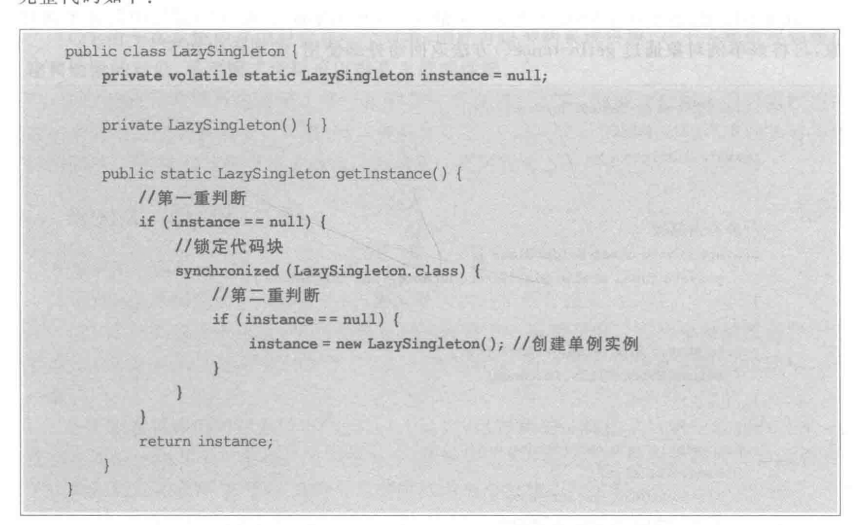 完整代码如下：
public class LazySingleton {
private volatile static LazySingleton instance = null;
private LazySingleton() { }
public static LazySingleton getInstance() {
//第一重判断
if (instance == null) {
//锁定代码块
synchronized (LazySingleton.class) {
//第二重判断
if (instance == null) {
instance = new LazySingleton(); //创建单例实例
}
}
}
return instance;
}
}